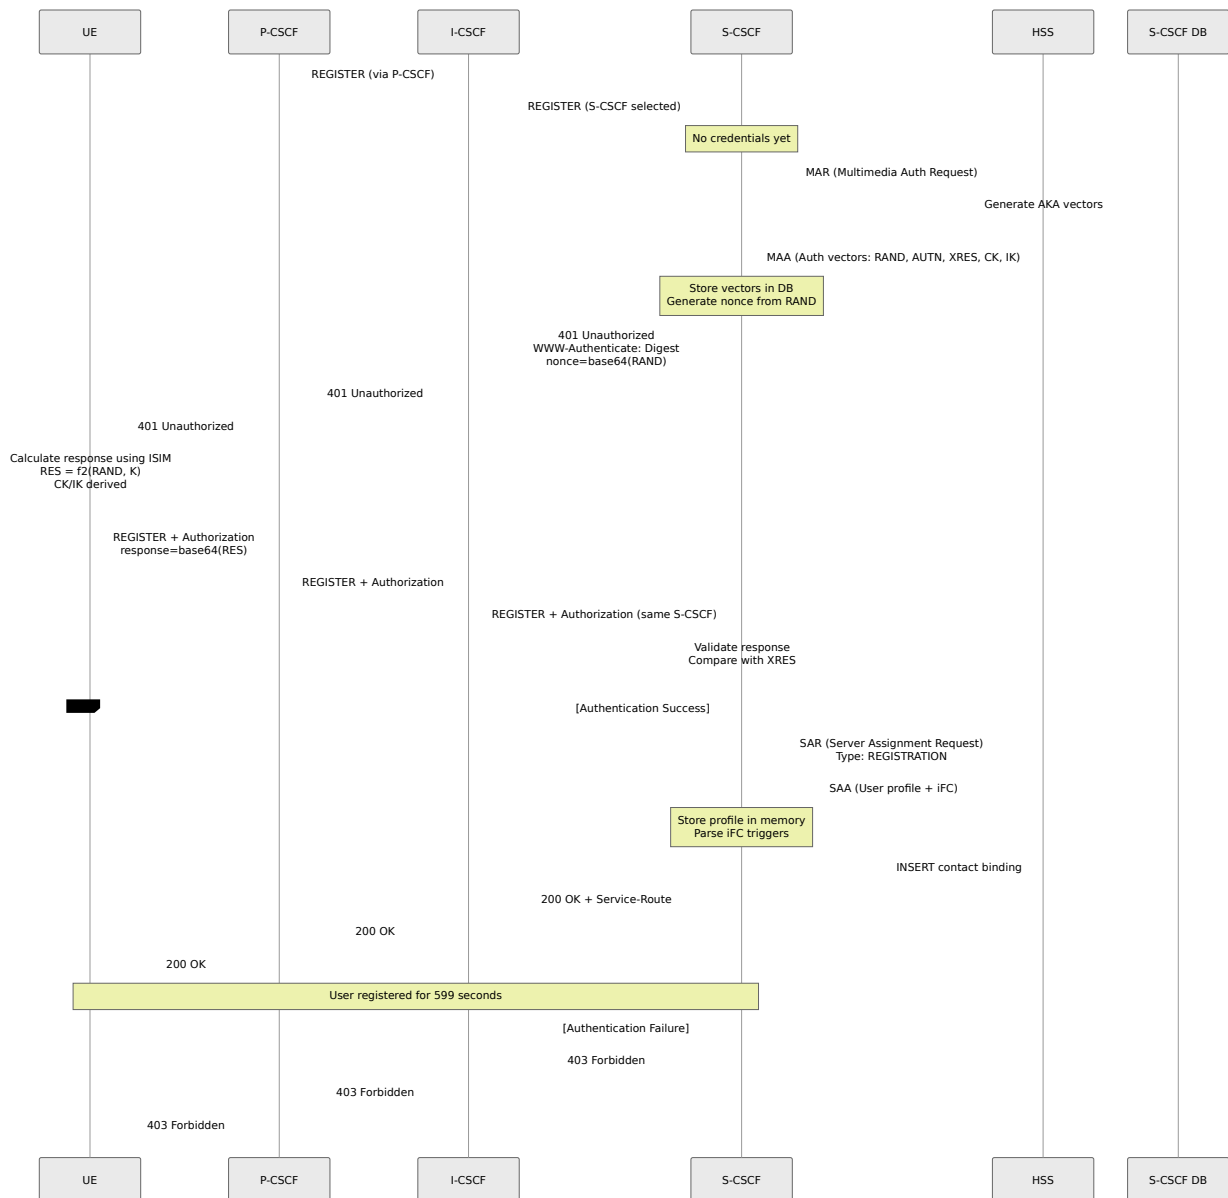 UE
P-CSCF
I-CSCF
S-CSCF
HSS
S-CSCF DB
REGISTER (via P-CSCF)
REGISTER (S-CSCF selected)
No credentials yet
MAR (Multimedia Auth Request)
Generate AKA vectors
MAA (Auth vectors: RAND, AUTN, XRES, CK, IK)
Store vectors in DB
Generate nonce from RAND
401 Unauthorized
WWW-Authenticate: Digest
nonce=base64(RAND)
401 Unauthorized
401 Unauthorized
Calculate response using ISIM
RES = f2(RAND, K)
CK/IK derived
REGISTER + Authorization
response=base64(RES)
REGISTER + Authorization
REGISTER + Authorization (same S-CSCF)
Validate response
Compare with XRES
[Authentication Success]
SAR (Server Assignment Request)
Type: REGISTRATION
SAA (User profile + iFC)
Store profile in memory
Parse iFC triggers
INSERT contact binding
200 OK + Service-Route
200 OK
200 OK
User registered for 599 seconds
[Authentication Failure]
403 Forbidden
403 Forbidden
403 Forbidden
UE
P-CSCF
I-CSCF
S-CSCF
HSS
S-CSCF DB